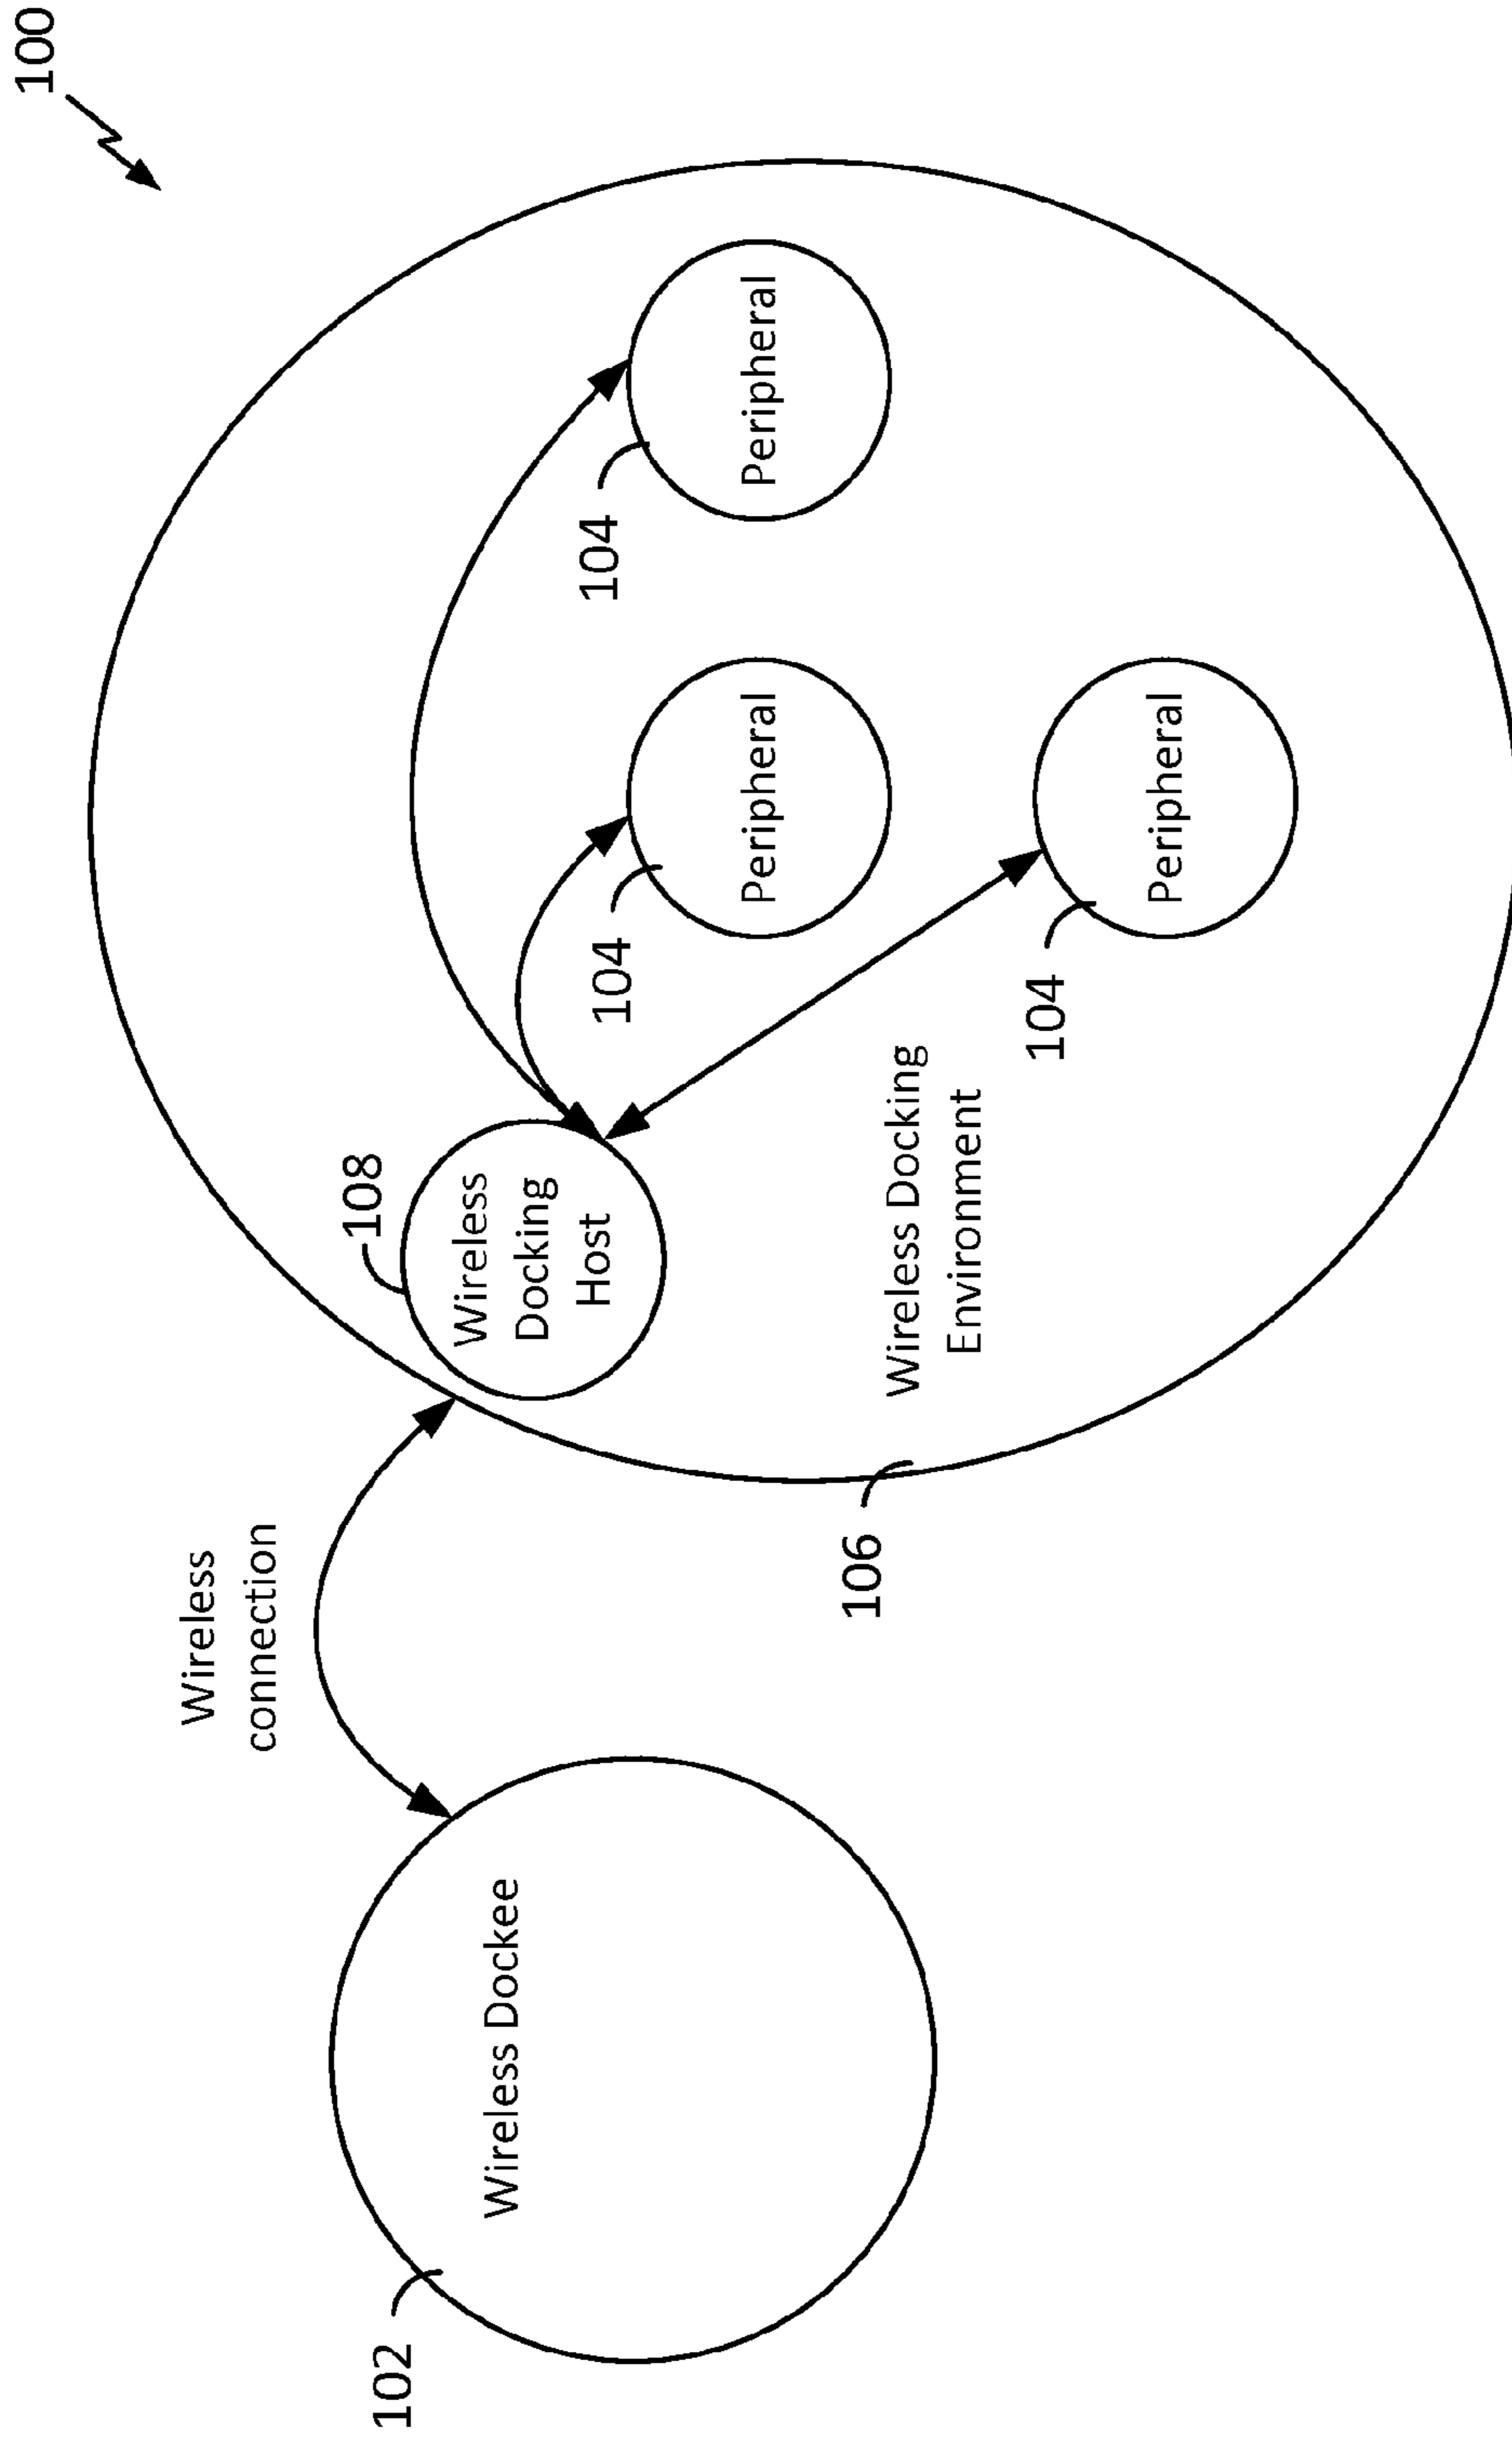 100
Wireless
connection
108
Wireless
Docking
Host
104
Peripheral
104
Peripheral
102
Wireless Dockee
106
Wireless Docking
Environment
104
Peripheral